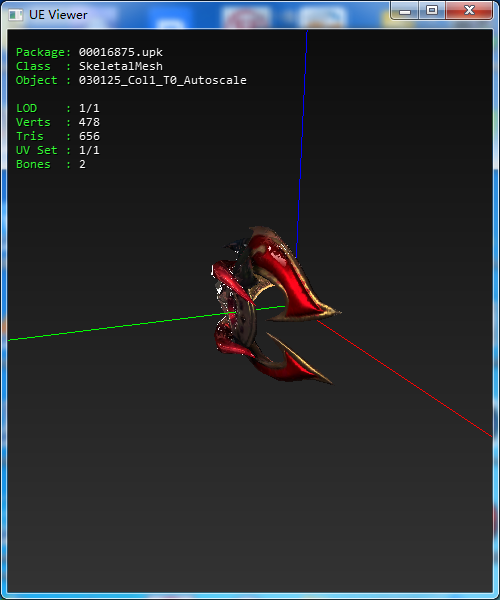 UE Viewer
Package: 00016875.upk
Class : SkeletalMesh
Object : 030125_Col1_T0_Autoscale
LOD : 1/1
Verts : 478
Tris : 656
UV Set : 1/1
Bones : 2